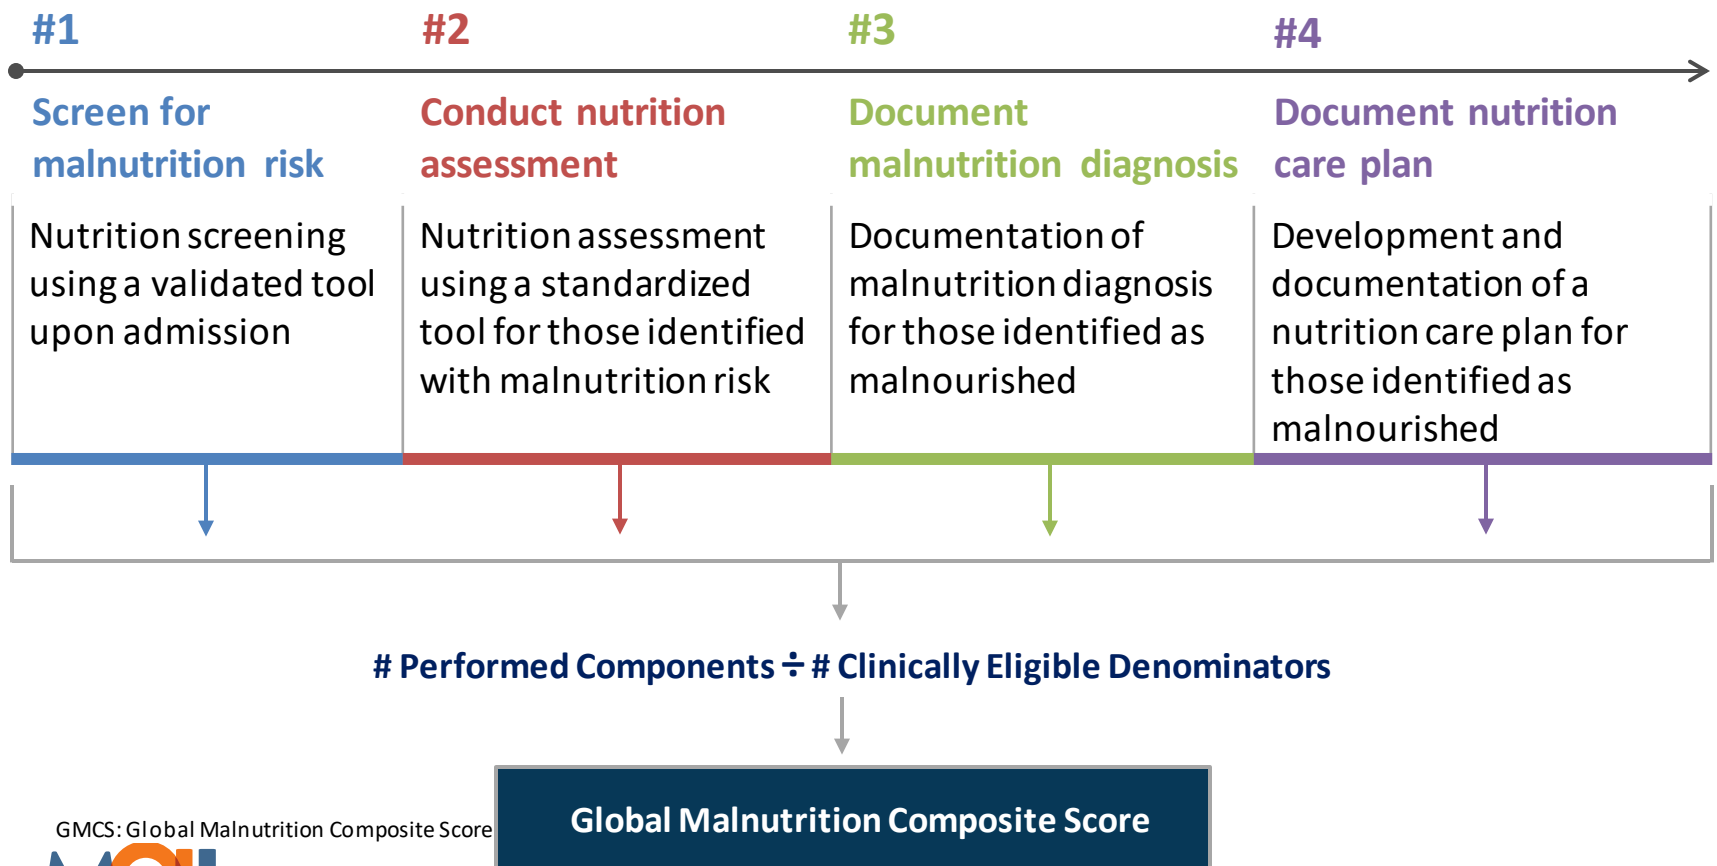 #1
#2
#3
#4
Screen for
malnutrition risk
Conduct nutrition
assessment
Document
malnutrition diagnosis
Document nutrition
care plan
Nutrition screening
using a validated tool
upon admission
Nutrition assessment
using a standardized
tool for those identified
with malnutrition risk
Documentation of
malnutrition diagnosis
for those identified as
malnourished
Development and
documentation of a
nutrition care plan for
those identified as
malnourished
# Performed Components ÷ # Clinically Eligible Denominators
Global Malnutrition Composite Score
GMCS: Global Malnutrition Composite Score